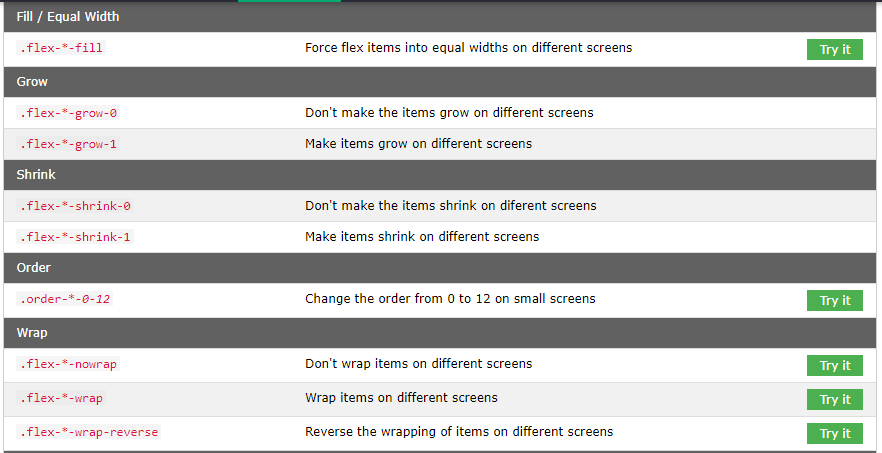 Fill / Equal Width
.flex-*-fill Force flex items into equal widths on different screens Try it
Grow
.flex-*-grow-0 Don't make the items grow on different screens
.flex-*-grow-1 Make items grow on different screens
Shrink
.flex-*-shrink-0 Don't make the items shrink on diferent screens
.flex-*-shrink-1 Make items shrink on different screens
Order
.order-*-0-12 Change the order from 0 to 12 on small screens Try it
Wrap
.flex-*-nowrap Don't wrap items on different screens Try it
.flex-*-wrap Wrap items on different screens Try it
.flex-*-wrap-reverse Reverse the wrapping of items on different screens Try it